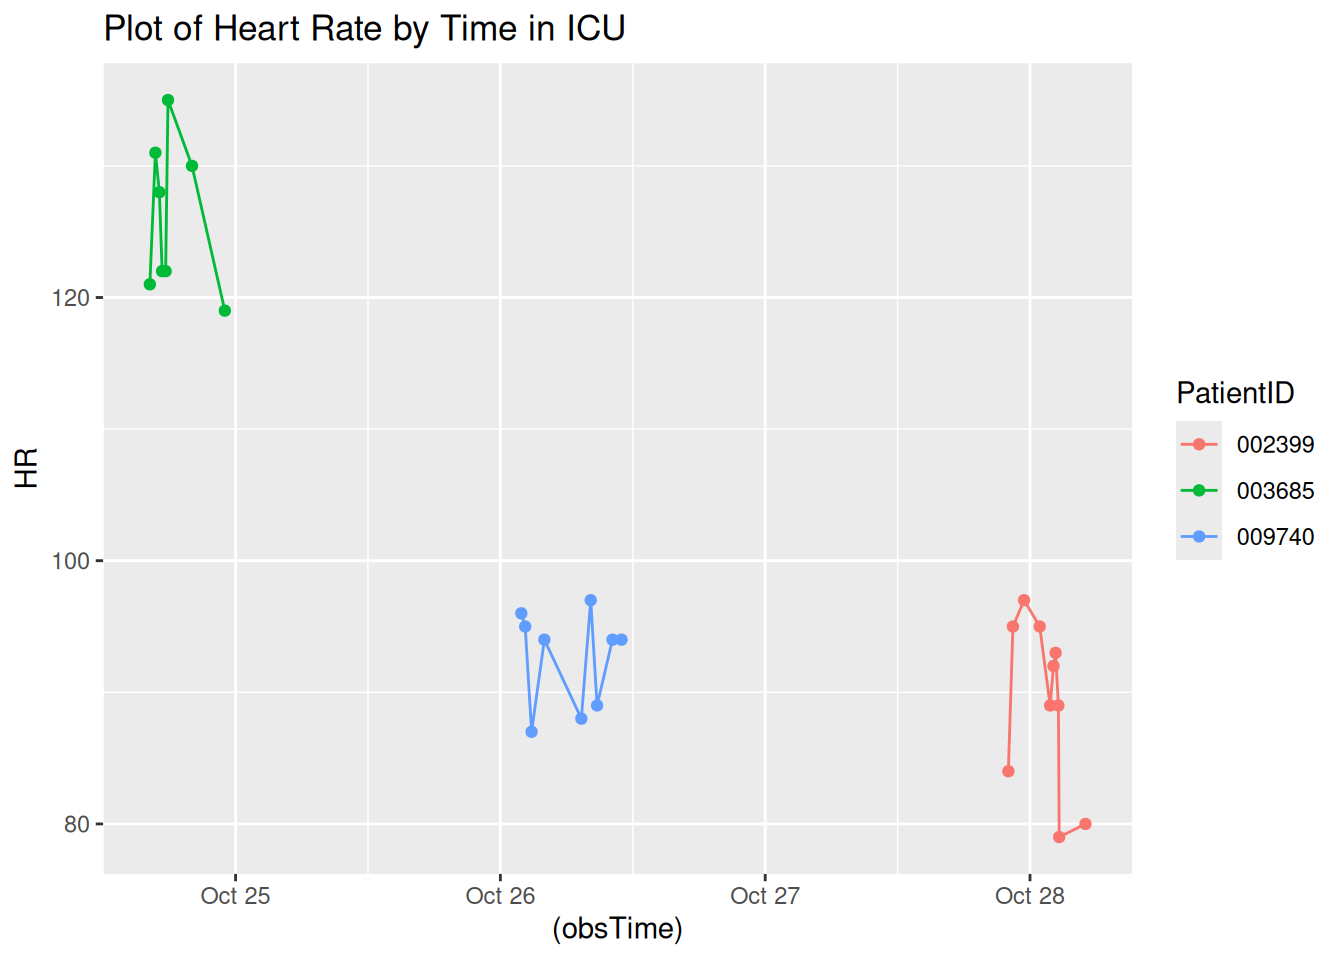 Plot of Heart Rate by Time in ICU
HR
120
100
80
Oct 25
Oct 26
Oct 27
Oct 28
(obsTime)
PatientID
002399
003685
009740